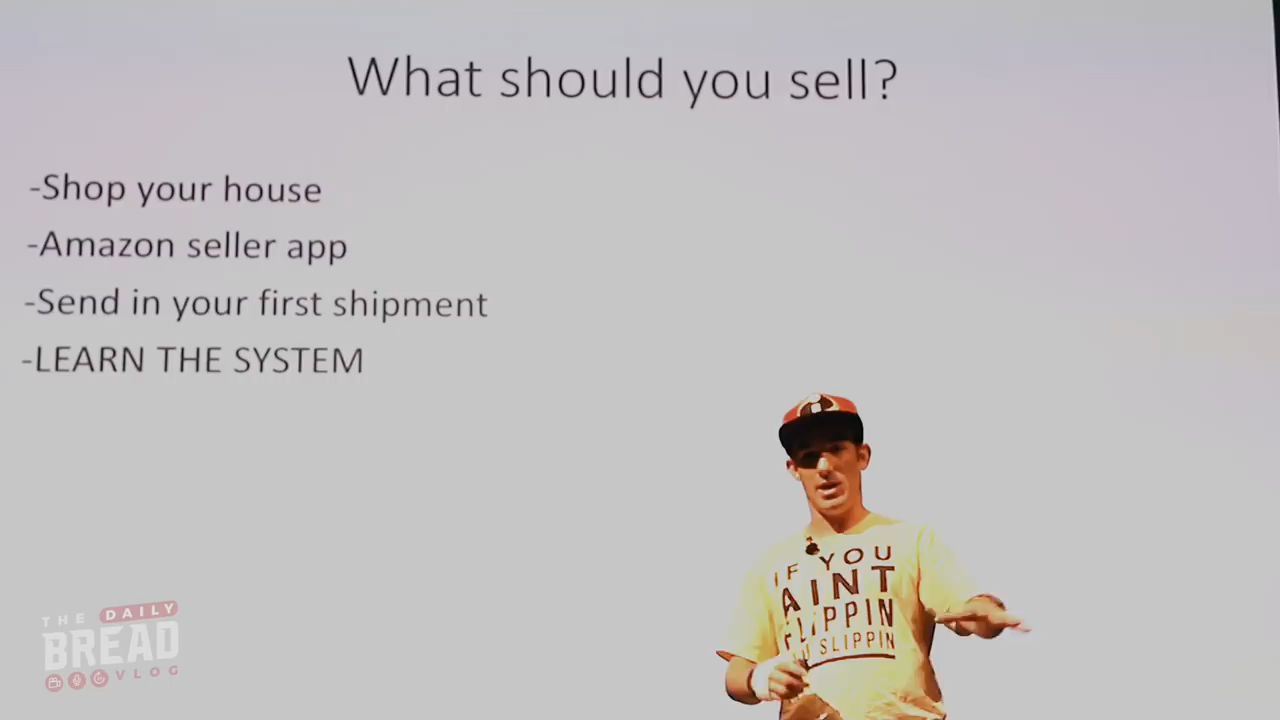 What should you sell?
-Shop your house
-Amazon seller app
-Send in your first shipment
-LEARN THE SYSTEM
IF YOU
AINT
FLIPPIN
SLIPPIN
THE DAILY
BREAD
VLOG